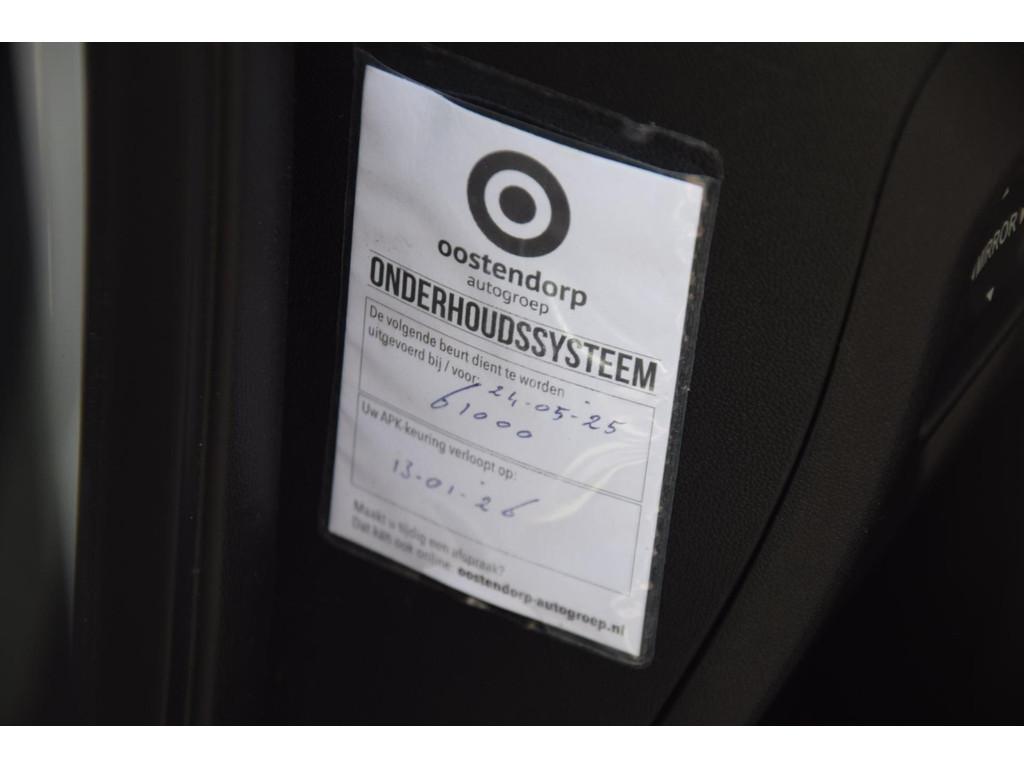 oostendorp
autogroep
ONDERHOUDSSYSTEEM
De volgende beurt dient te worden
uitgevoerd bij / voor: 24-05-25
61000
Uw APK-keuring verloopt op:
13-01-26
Maakt u tijdig een afspraak?
Dat kan ook online: oostendorp-autogroep.nl
MIRROR